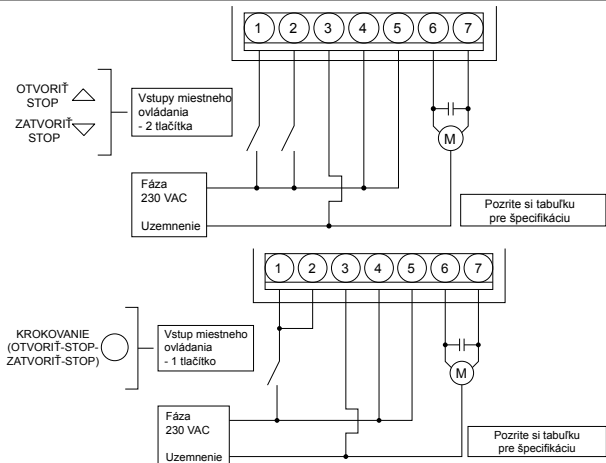 1 2 3 4 5 6 7
OTVORIŤ
STOP
ZATVORIŤ
STOP
Vstupy miestneho
ovládania
- 2 tlačítka
M
Fáza
230 VAC
Uzemnenie
Pozrite si tabuľku
pre špecifikáciu
1 2 3 4 5 6 7
KROKOVANIE
(OTVORIŤ-STOP-
ZATVORIŤ-STOP)
Vstup miestneho
ovládania
- 1 tlačítko
M
Fáza
230 VAC
Uzemnenie
Pozrite si tabuľku
pre špecifikáciu